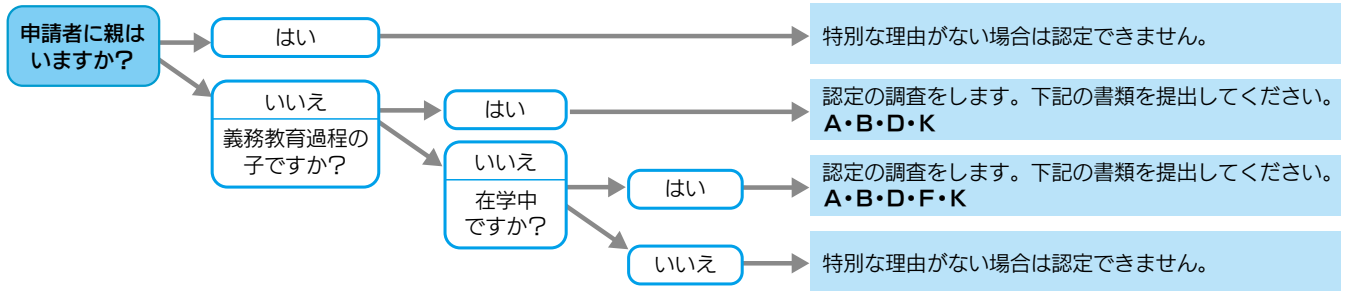 申請者に親は
いますか?
はい
特別な理由がない場合は認定できません。
いいえ
義務教育過程の
子ですか?
はい
認定の調査をします。下記の書類を提出してください。
A・B・D・K
いいえ
在学中
ですか?
はい
認定の調査をします。下記の書類を提出してください。
A・B・D・F・K
いいえ
特別な理由がない場合は認定できません。